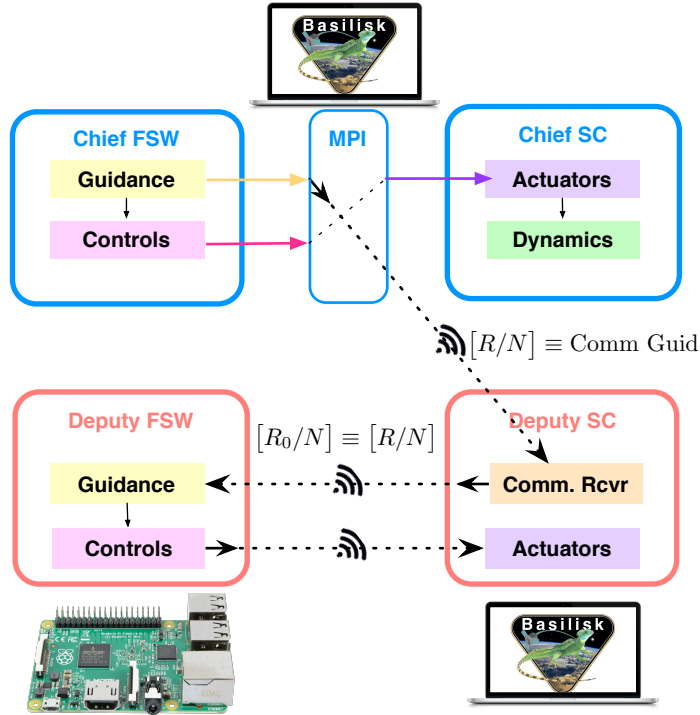 Basilisk
Chief FSW
MPI
Chief SC
Guidance
Actuators
Controls
Dynamics
[R/N] ≡ Comm Guid
Deputy FSW
[R₀/N] ≡ [R/N]
Deputy SC
Guidance
Comm. Rcvr
Controls
Actuators
Basilisk